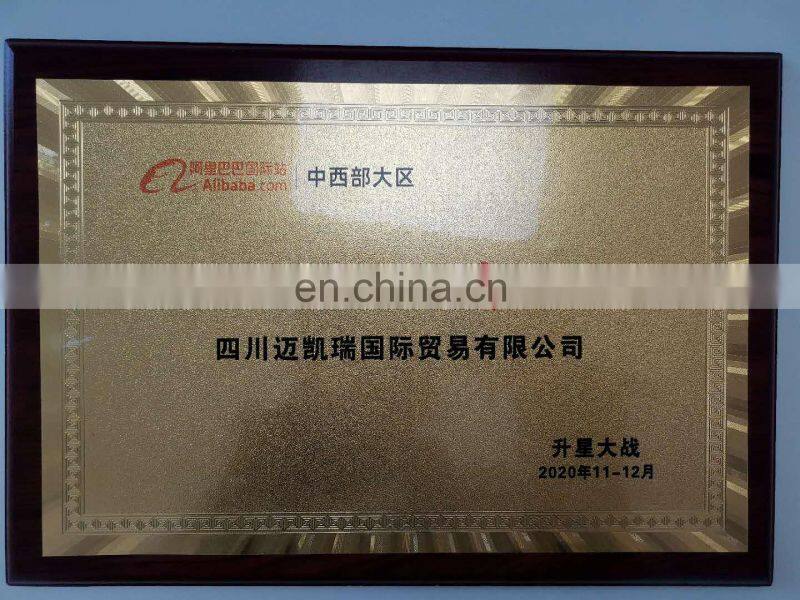 阿里巴巴国际站
Alibaba.com
中西部大区
en.china.cn
四川迈凯瑞国际贸易有限公司
升星大战
2020年11-12月